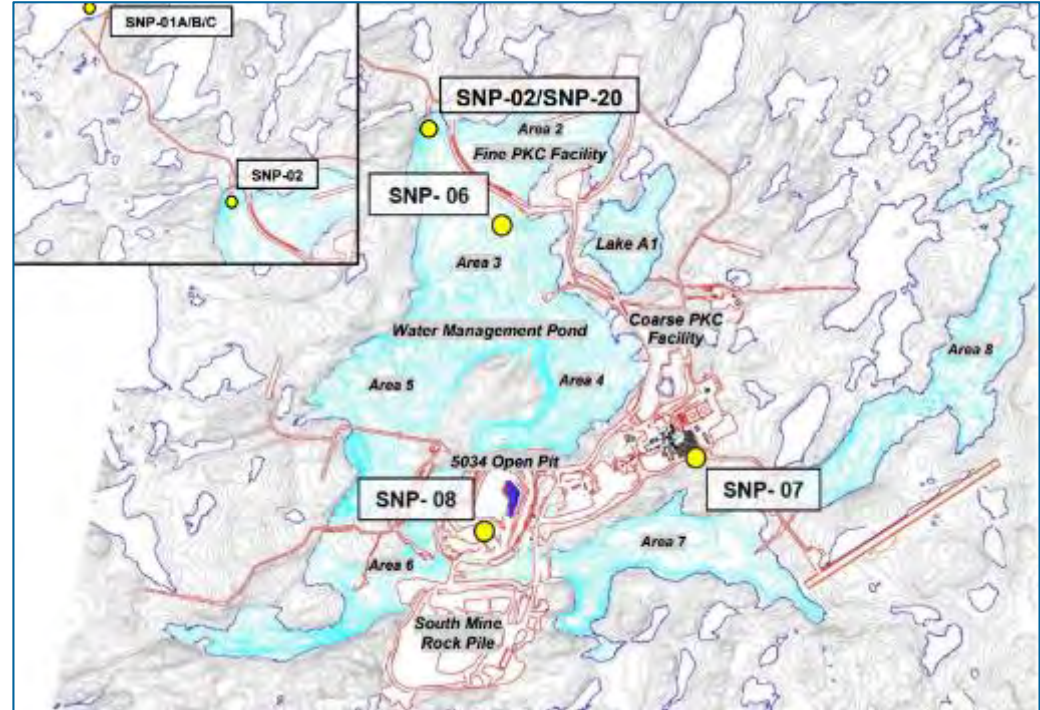 SNP-01A/B/C
SNP-02
SNP-02/SNP-20
Area 2
Fine PKC Facility
SNP- 06
Lake A1
Area 3
Coarse PKC
Facility
Water Management Pond
Area 8
Area 5
Area 4
5034 Open Pit
SNP- 08
SNP- 07
Area 7
Area 6
South Mine
Rock Pile